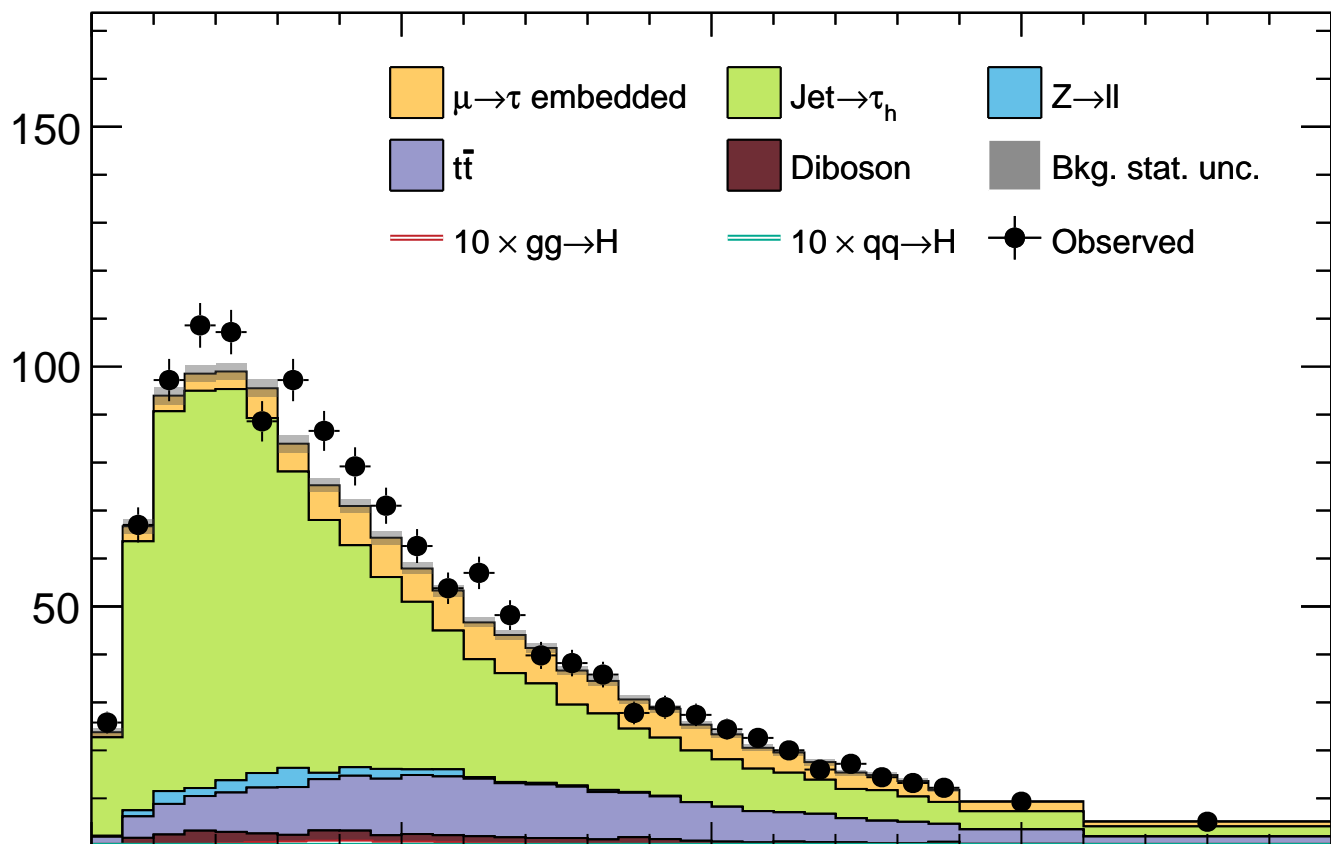 μ→τ embedded Jet→τh Z→ll
150
tt̄ Diboson Bkg. stat. unc.
10 × gg→H 10 × qq→H Observed
100
50